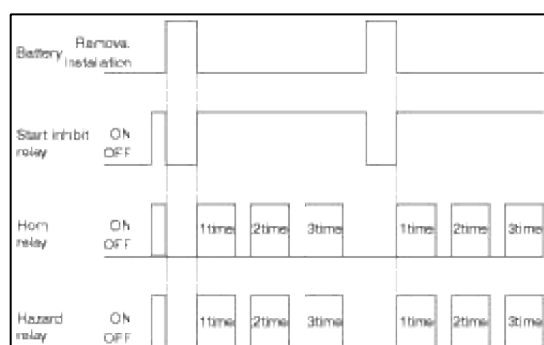 Battery Removal
installation
Start inhibit ON
relay OFF
Horn ON
relay OFF
1time 2time 3time 1time 2time 3time
Hazard ON
relay OFF
1time 2time 3time 1time 2time 3time